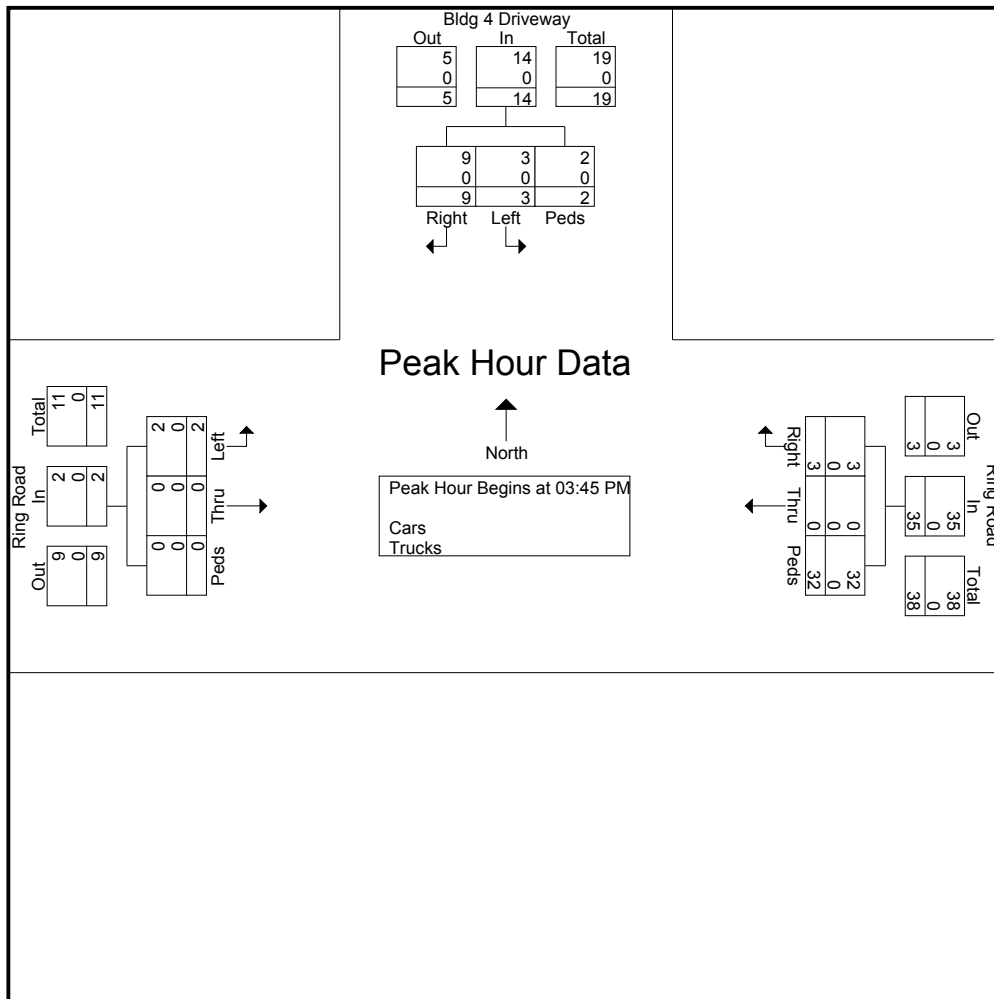 Bldg 4 Driveway
Out In Total
5 14 19
0 0 0
5 14 19
9 3 2
0 0 0
9 3 2
Right Left Peds
Peak Hour Data
North
Peak Hour Begins at 03:45 PM
Cars
Trucks
Ring Road
Out In Total
9 2 11
0 0 0
9 2 11
Left Thru Peds
2 0 0
0 0 0
2 0 0
Ring Road
Out In Total
3 35 38
0 0 0
3 35 38
Right Thru Peds
3 0 32
0 0 0
3 0 32